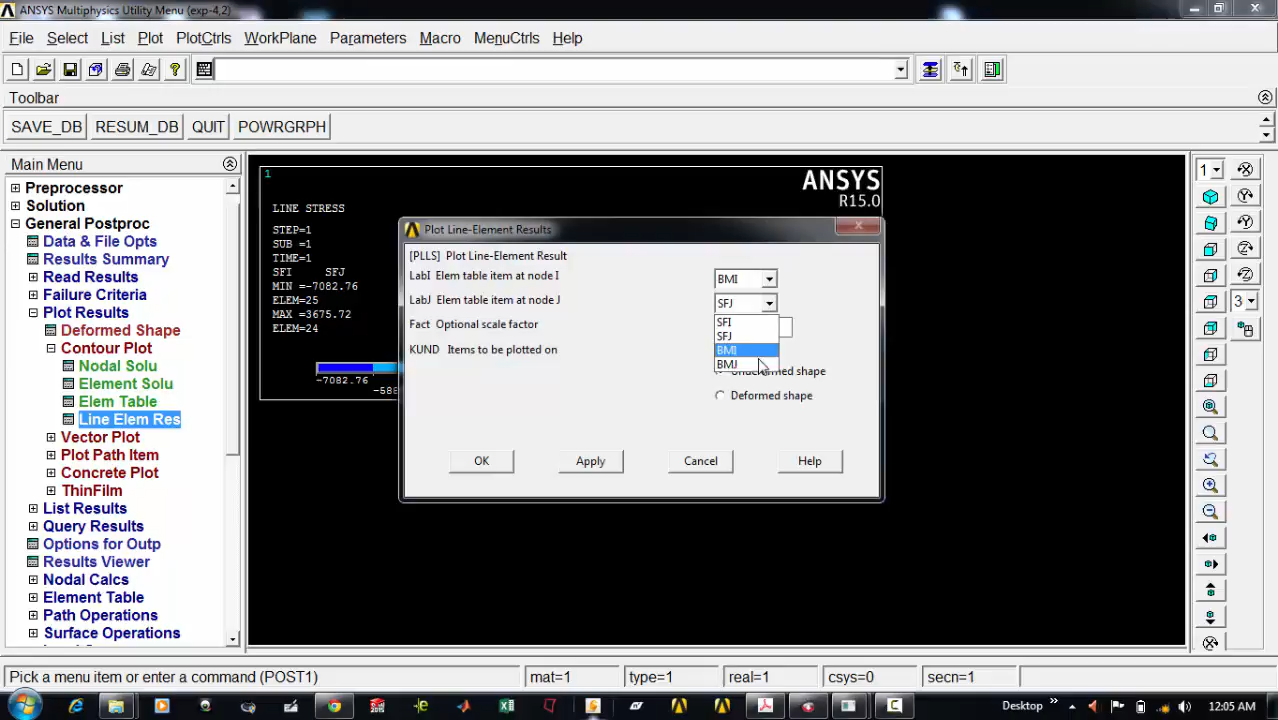 ANSYS Multiphysics Utility Menu (exp-4,2)
File Select List Plot PlotCtrls WorkPlane Parameters Macro MenuCtrls Help
Toolbar
SAVE_DB RESUM_DB QUIT POWRGRPH
Main Menu
Preprocessor
Solution
General Postproc
Data & File Opts
Results Summary
Read Results
Failure Criteria
Plot Results
Deformed Shape
Contour Plot
Nodal Solu
Element Solu
Elem Table
Line Elem Res
Vector Plot
Plot Path Item
Concrete Plot
ThinFilm
List Results
Query Results
Options for Outp
Results Viewer
Nodal Calcs
Element Table
Path Operations
Surface Operations
1
ANSYS
R15.0
LINE STRESS
STEP=1
SUB =1
TIME=1
SFI SFJ
MIN =-7082.76
ELEM=25
MAX =3675.72
ELEM=24
-7082.76
-588
Plot Line-Element Results
[PLLS] Plot Line-Element Result
LabI Elem table item at node I
BMI
LabJ Elem table item at node J
SFJ
Fact Optional scale factor
KUND Items to be plotted on
SFI
SFJ
BMI
BMJ
Undeformed shape
Deformed shape
OK Apply Cancel Help
1
3
Pick a menu item or enter a command (POST1)
mat=1 type=1 real=1 csys=0 secn=1
Desktop
12:05 AM